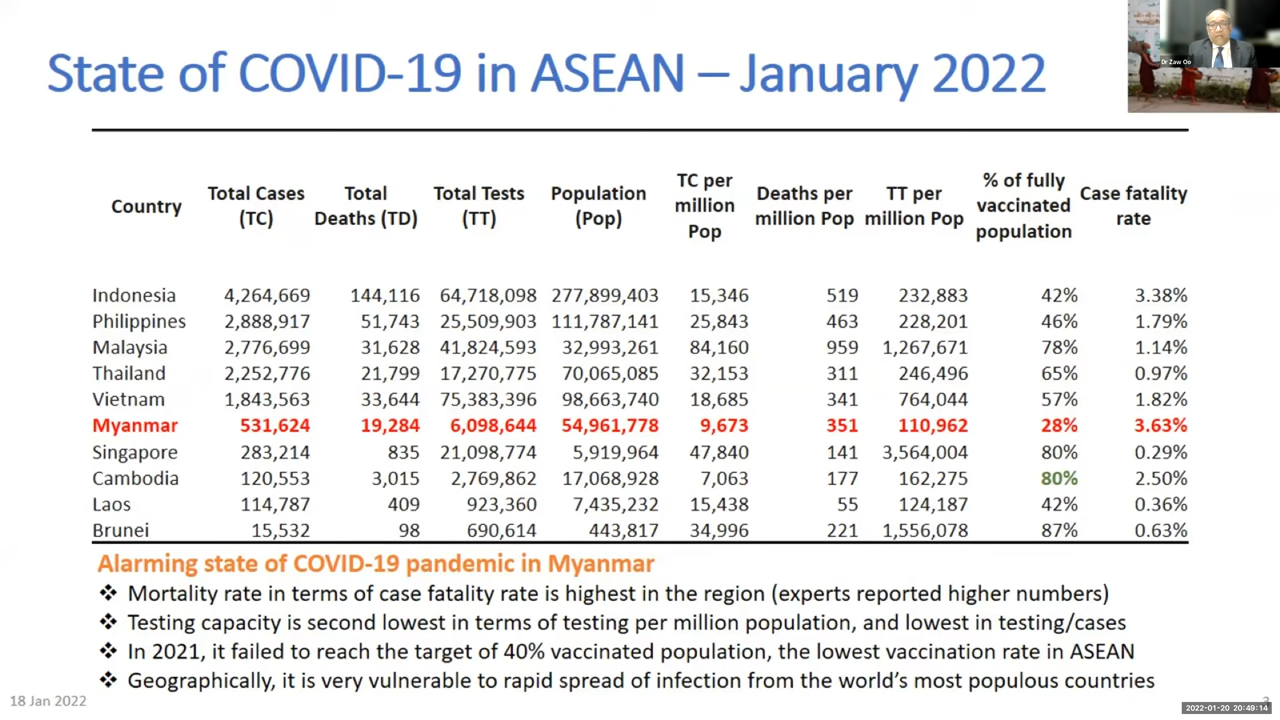 State of COVID-19 in ASEAN – January 2022
Dr Zaw Oo
Country Total Cases (TC) Total Deaths (TD) Total Tests (TT) Population (Pop) TC per million Pop Deaths per million Pop TT per million Pop % of fully vaccinated population Case fatality rate
Indonesia 4,264,669 144,116 64,718,098 277,899,403 15,346 519 232,883 42% 3.38%
Philippines 2,888,917 51,743 25,509,903 111,787,141 25,843 463 228,201 46% 1.79%
Malaysia 2,776,699 31,628 41,824,593 32,993,261 84,160 959 1,267,671 78% 1.14%
Thailand 2,252,776 21,799 17,270,775 70,065,085 32,153 311 246,496 65% 0.97%
Vietnam 1,843,563 33,644 75,383,396 98,663,740 18,685 341 764,044 57% 1.82%
Myanmar 531,624 19,284 6,098,644 54,961,778 9,673 351 110,962 28% 3.63%
Singapore 283,214 835 21,098,774 5,919,964 47,840 141 3,564,004 80% 0.29%
Cambodia 120,553 3,015 2,769,862 17,068,928 7,063 177 162,275 80% 2.50%
Laos 114,787 409 923,360 7,435,232 15,438 55 124,187 42% 0.36%
Brunei 15,532 98 690,614 443,817 34,996 221 1,556,078 87% 0.63%
Alarming state of COVID-19 pandemic in Myanmar
❖ Mortality rate in terms of case fatality rate is highest in the region (experts reported higher numbers)
❖ Testing capacity is second lowest in terms of testing per million population, and lowest in testing/cases
❖ In 2021, it failed to reach the target of 40% vaccinated population, the lowest vaccination rate in ASEAN
❖ Geographically, it is very vulnerable to rapid spread of infection from the world's most populous countries
18 Jan 2022
3
2022-01-20 20:49:14